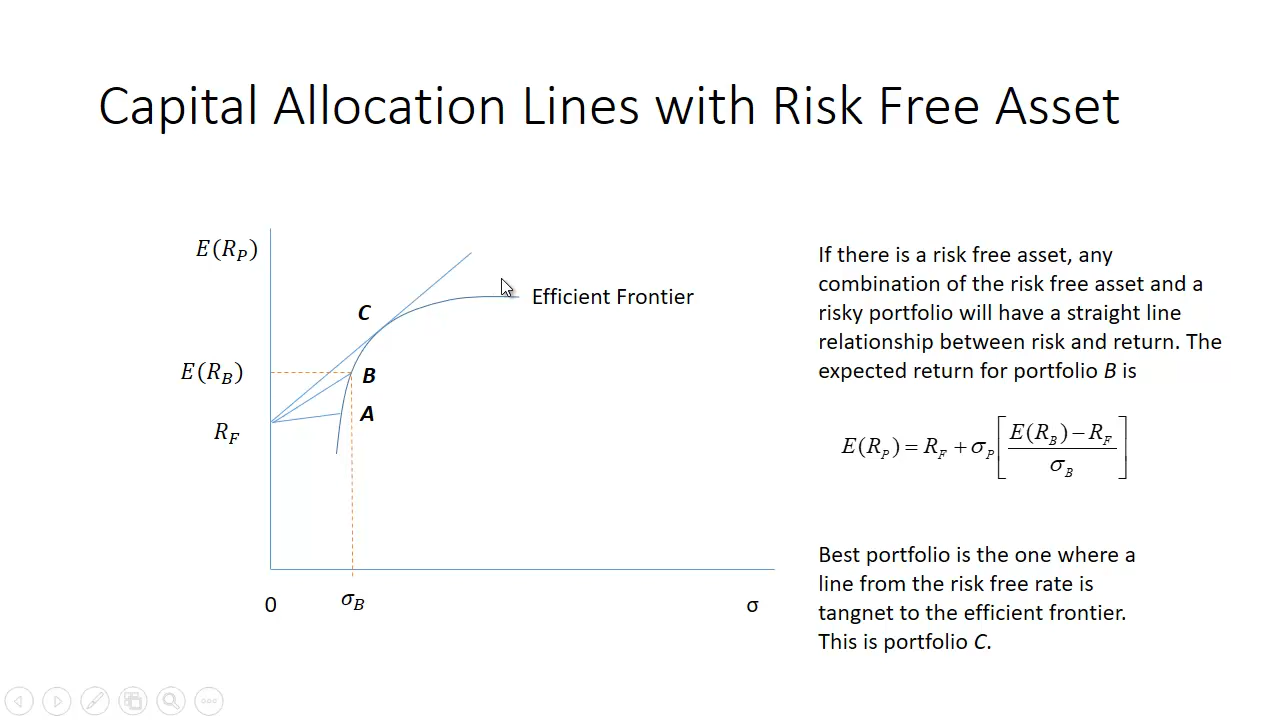 Capital Allocation Lines with Risk Free Asset
E(R_P)
C
Efficient Frontier
E(R_B)
B
A
R_F
0
σ_B
σ
If there is a risk free asset, any
combination of the risk free asset and a
risky portfolio will have a straight line
relationship between risk and return. The
expected return for portfolio B is
E(R_P) = R_F + σ_P [ (E(R_B) − R_F) / σ_B ]
Best portfolio is the one where a
line from the risk free rate is
tangnet to the efficient frontier.
This is portfolio C.